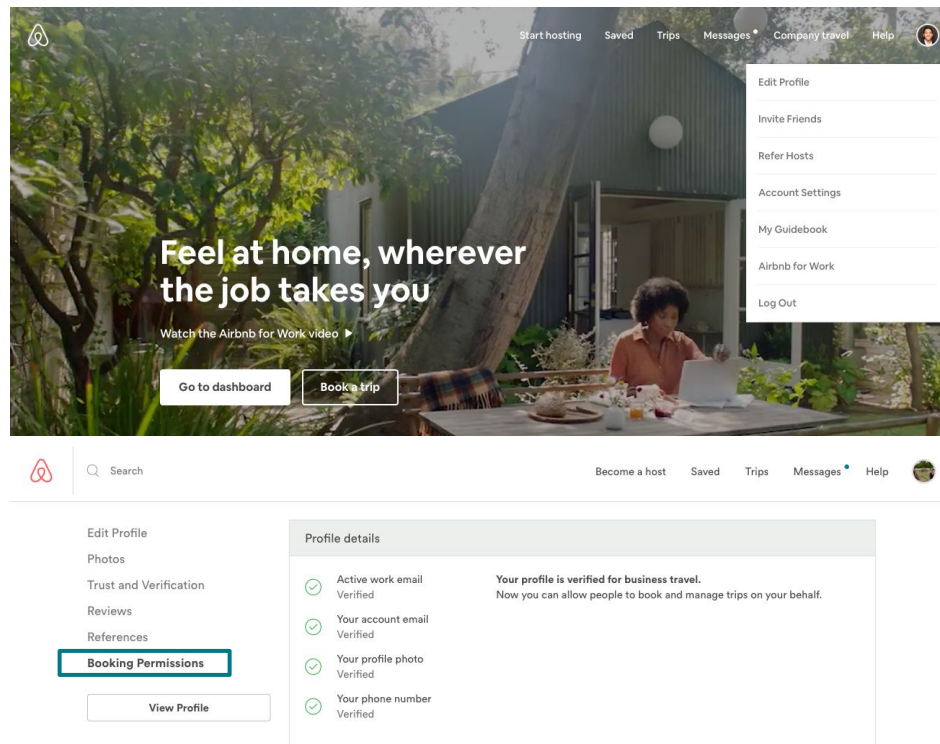 Start hosting Saved Trips Messages Company travel Help
Edit Profile
Invite Friends
Refer Hosts
Account Settings
My Guidebook
Airbnb for Work
Log Out
Feel at home, wherever
the job takes you
Watch the Airbnb for Work video
Go to dashboard Book a trip
Search Become a host Saved Trips Messages Help
Edit Profile
Photos
Trust and Verification
Reviews
References
Booking Permissions
View Profile
Profile details
Active work email
Verified
Your account email
Verified
Your profile photo
Verified
Your phone number
Verified
Your profile is verified for business travel.
Now you can allow people to book and manage trips on your behalf.